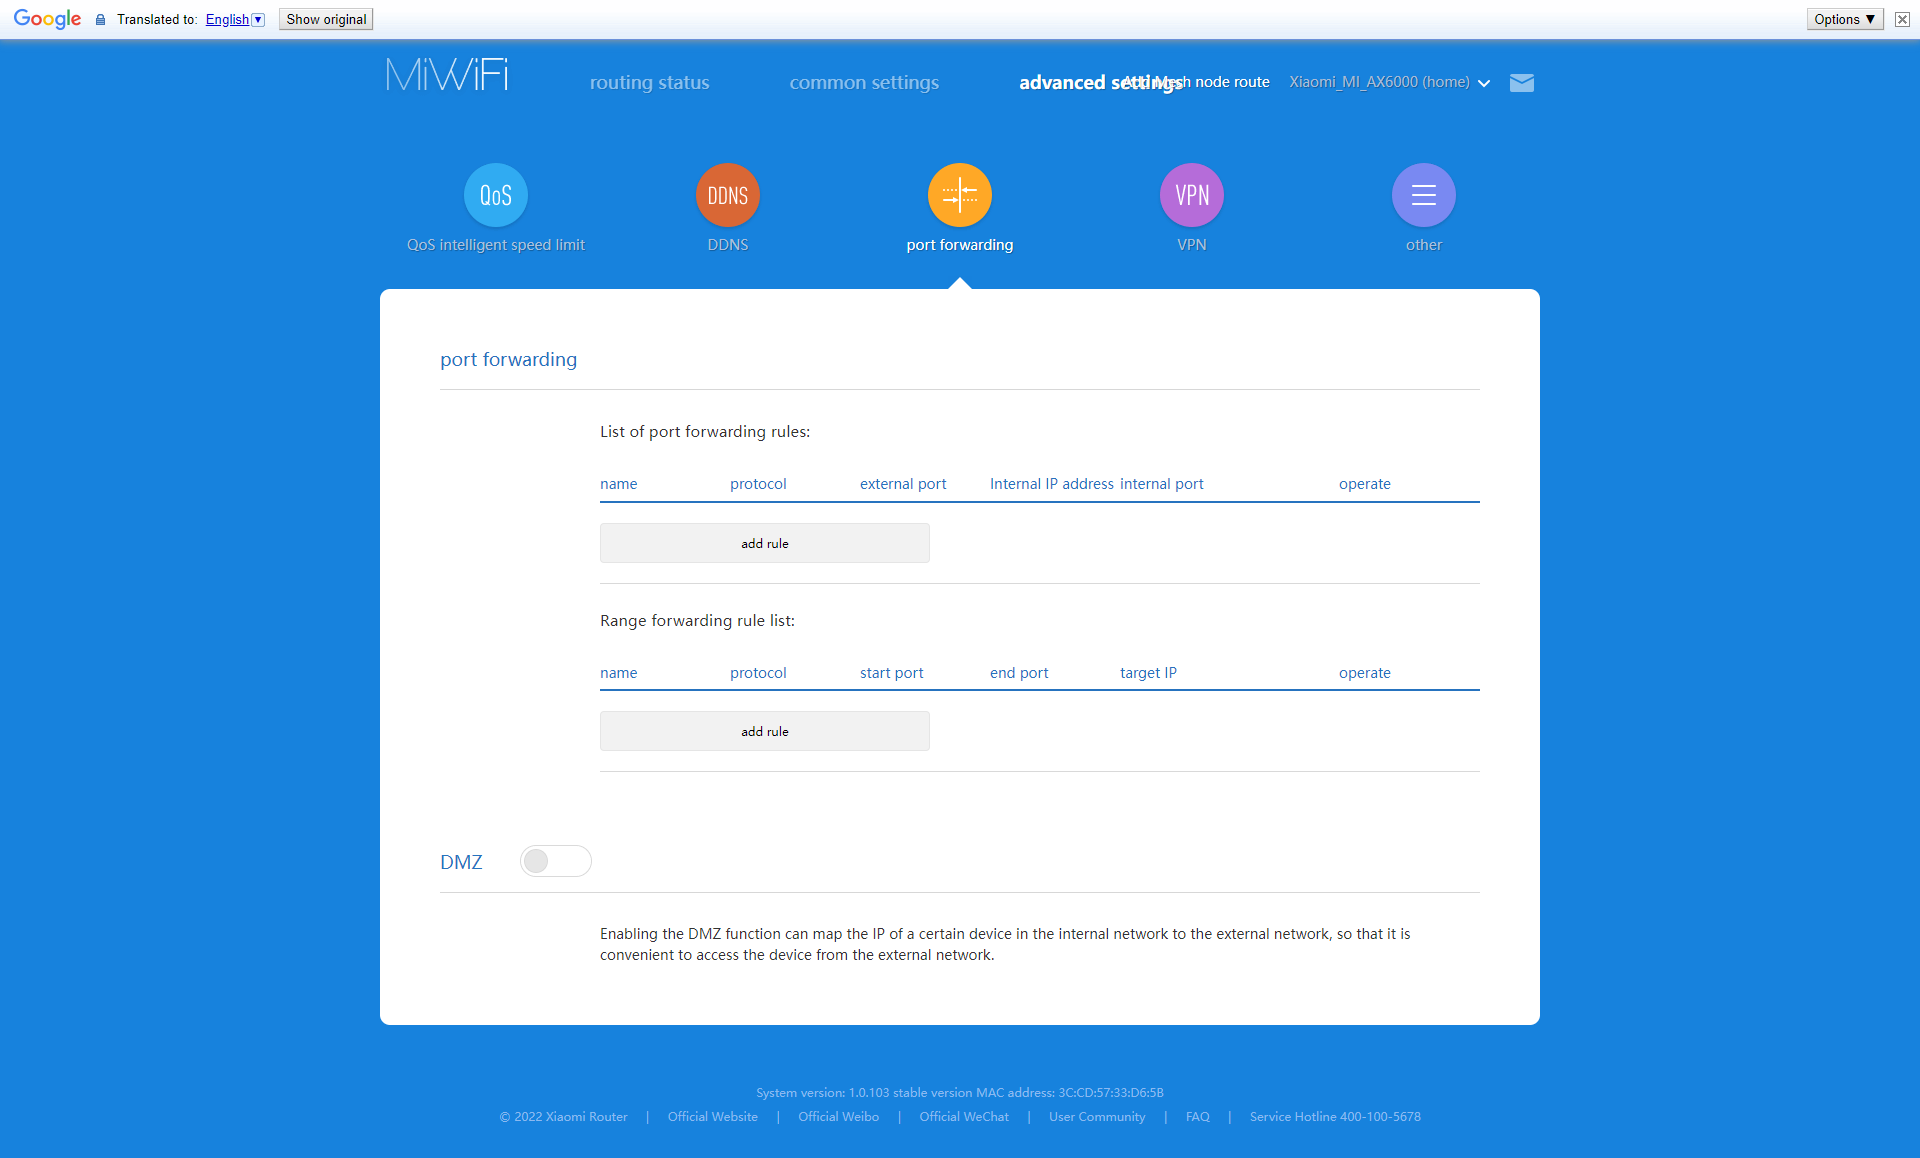 Google Translated to: English ▼ Show original Options ▼
MiWiFi routing status common settings advanced settings node route Xiaomi_MI_AX6000 (home)
QoS DDNS VPN
QoS intelligent speed limit DDNS port forwarding VPN other
port forwarding
List of port forwarding rules:
name protocol external port Internal IP address internal port operate
add rule
Range forwarding rule list:
name protocol start port end port target IP operate
add rule
DMZ
Enabling the DMZ function can map the IP of a certain device in the internal network to the external network, so that it is
convenient to access the device from the external network.
System version: 1.0.103 stable version MAC address: 3C:CD:57:33:D6:5B
© 2022 Xiaomi Router | Official Website | Official Weibo | Official WeChat | User Community | FAQ | Service Hotline 400-100-5678